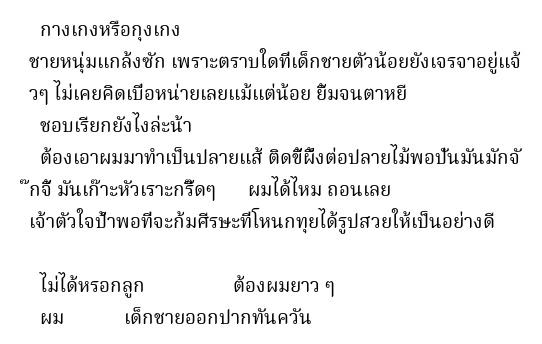 กางเกงหรือกุงเกง
ชายหนุ่มแกล้งซัก เพราะตราบใดที่เด็กชายตัวน้อยยังเจรจาอยู่แจ้
วๆ ไม่เคยคิดเบื่อหน่ายเลยแม้แต่น้อย ยิ้มจนตาหยี
ชอบเรียกยังไงล่ะน้า
ต้องเอาผมมาทำเป็นปลายแส้ ติดขี้ผึ้งต่อปลายไม้พอปั่นมันมักจั
๊กจี้ มันเก๊าะหัวเราะกรี๊ดๆ ผมได้ไหม ถอนเลย
เจ้าตัวใจป้ำพอที่จะก้มศีรษะที่โหนกทุยได้รูปสวยให้เป็นอย่างดี
ไม่ได้หรอกลูก ต้องผมยาว ๆ
ผม เด็กชายออกปากทันควัน